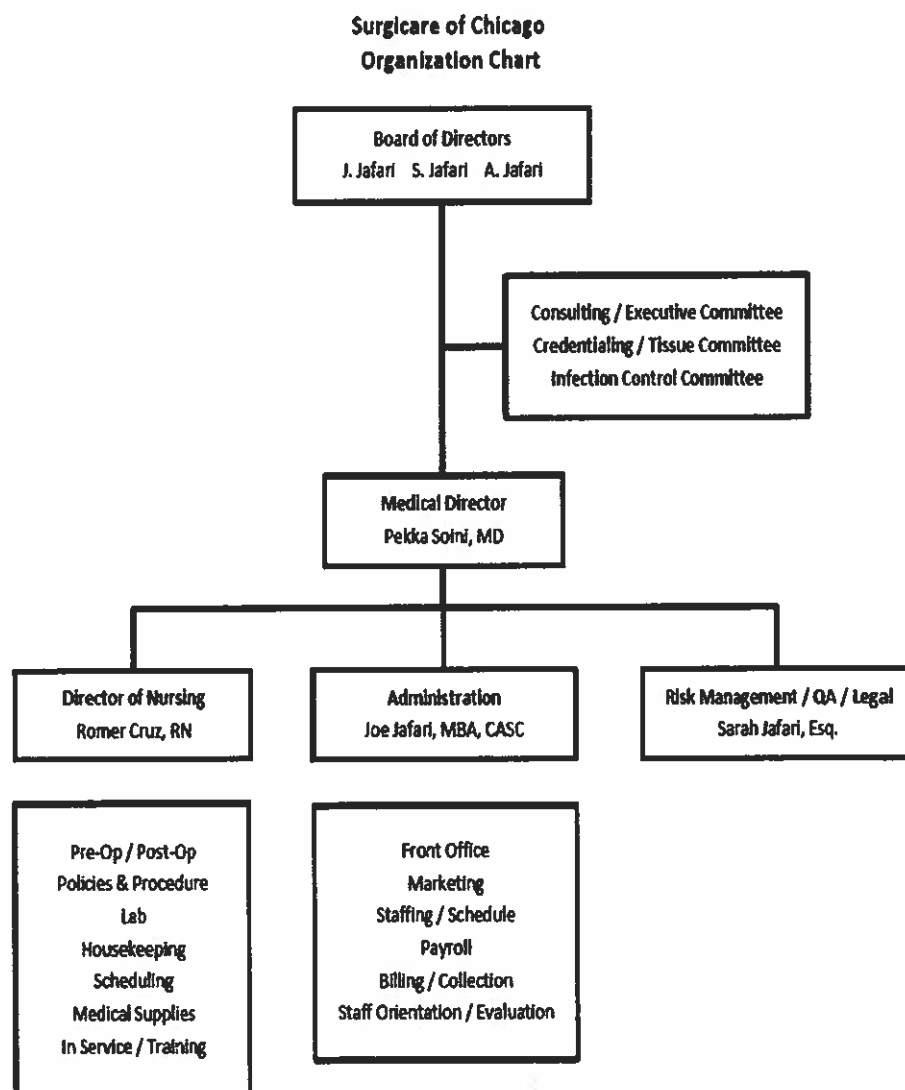 Surgicare of Chicago
Organization Chart
Board of Directors
J. Jafari S. Jafari A. Jafari
Consulting / Executive Committee
Credentialing / Tissue Committee
Infection Control Committee
Medical Director
Pekka Soini, MD
Director of Nursing
Romer Cruz, RN
Administration
Joe Jafari, MBA, CASC
Risk Management / QA / Legal
Sarah Jafari, Esq.
Pre-Op / Post-Op
Policies & Procedure
Lab
Housekeeping
Scheduling
Medical Supplies
In Service / Training
Front Office
Marketing
Staffing / Schedule
Payroll
Billing / Collection
Staff Orientation / Evaluation